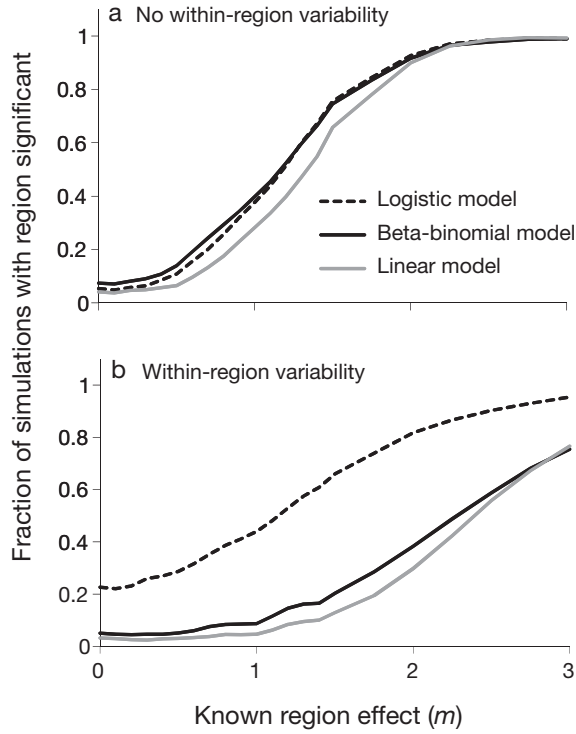 a No within-region variability
1
0.8
0.6
0.4
0.2
0
Logistic model
Beta-binomial model
Linear model
Fraction of simulations with region significant
b Within-region variability
1
0.8
0.6
0.4
0.2
0
0 1 2 3
Known region effect (m)